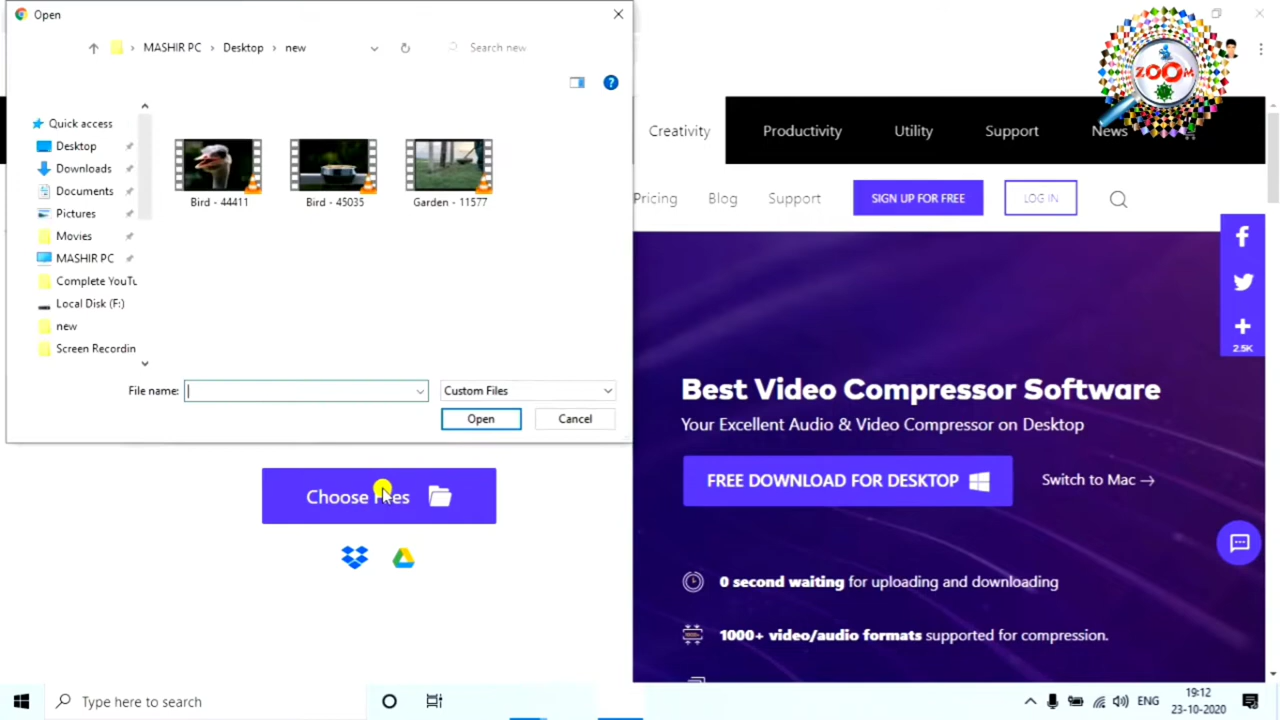 Open
MASHIR PC
Desktop
new
Search new
Quick access
Desktop
Downloads
Documents
Pictures
Movies
MASHIR PC
Complete YouTu
Local Disk (F:)
new
Screen Recordin
Bird - 44411
Bird - 45035
Garden - 11577
File name:
Custom Files
Open
Cancel
Choose Files
ZOOM
Creativity
Productivity
Utility
Support
News
Pricing
Blog
Support
SIGN UP FOR FREE
LOG IN
2.5K
Best Video Compressor Software
Your Excellent Audio & Video Compressor on Desktop
FREE DOWNLOAD FOR DESKTOP
Switch to Mac →
0 second waiting for uploading and downloading
1000+ video/audio formats supported for compression.
Type here to search
ENG
19:12
23-10-2020